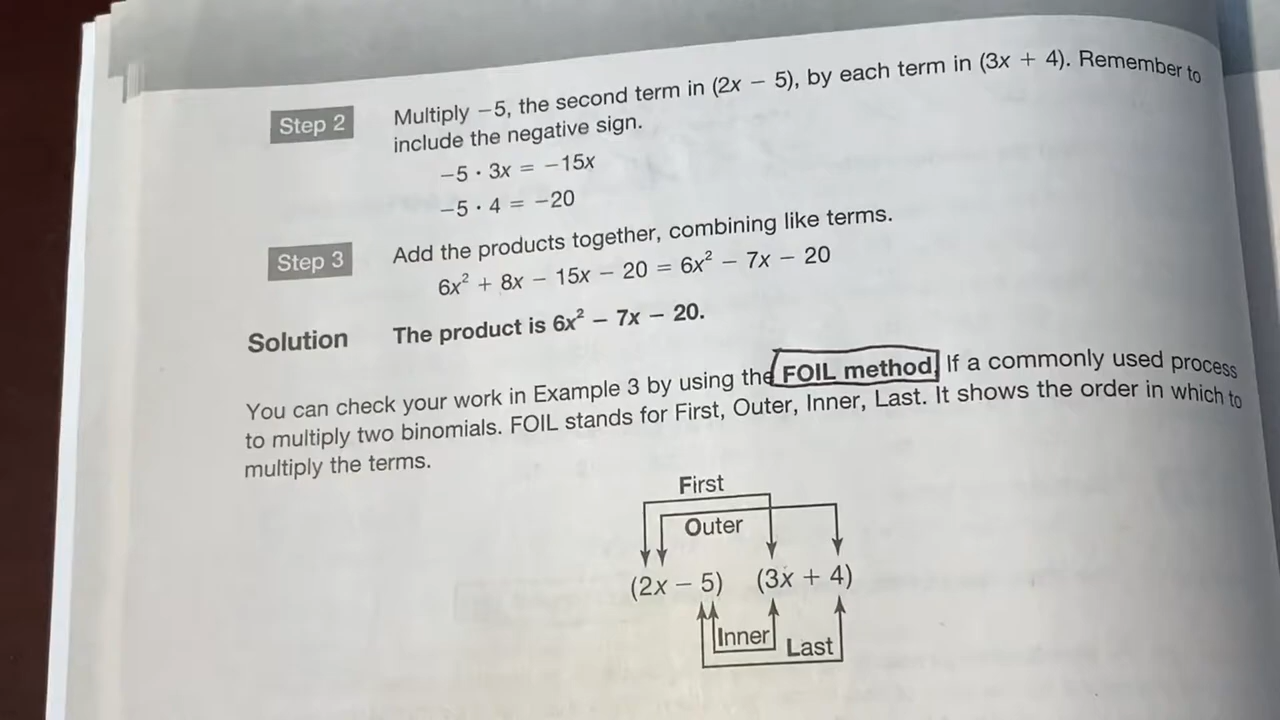 Step 2
Multiply −5, the second term in (2x − 5), by each term in (3x + 4). Remember to
include the negative sign.
−5 · 3x = −15x
−5 · 4 = −20
Step 3
Add the products together, combining like terms.
6x² + 8x − 15x − 20 = 6x² − 7x − 20
Solution
The product is 6x² − 7x − 20.
You can check your work in Example 3 by using the FOIL method. If a commonly used process
to multiply two binomials. FOIL stands for First, Outer, Inner, Last. It shows the order in which to
multiply the terms.
First
Outer
(2x − 5) (3x + 4)
Inner
Last